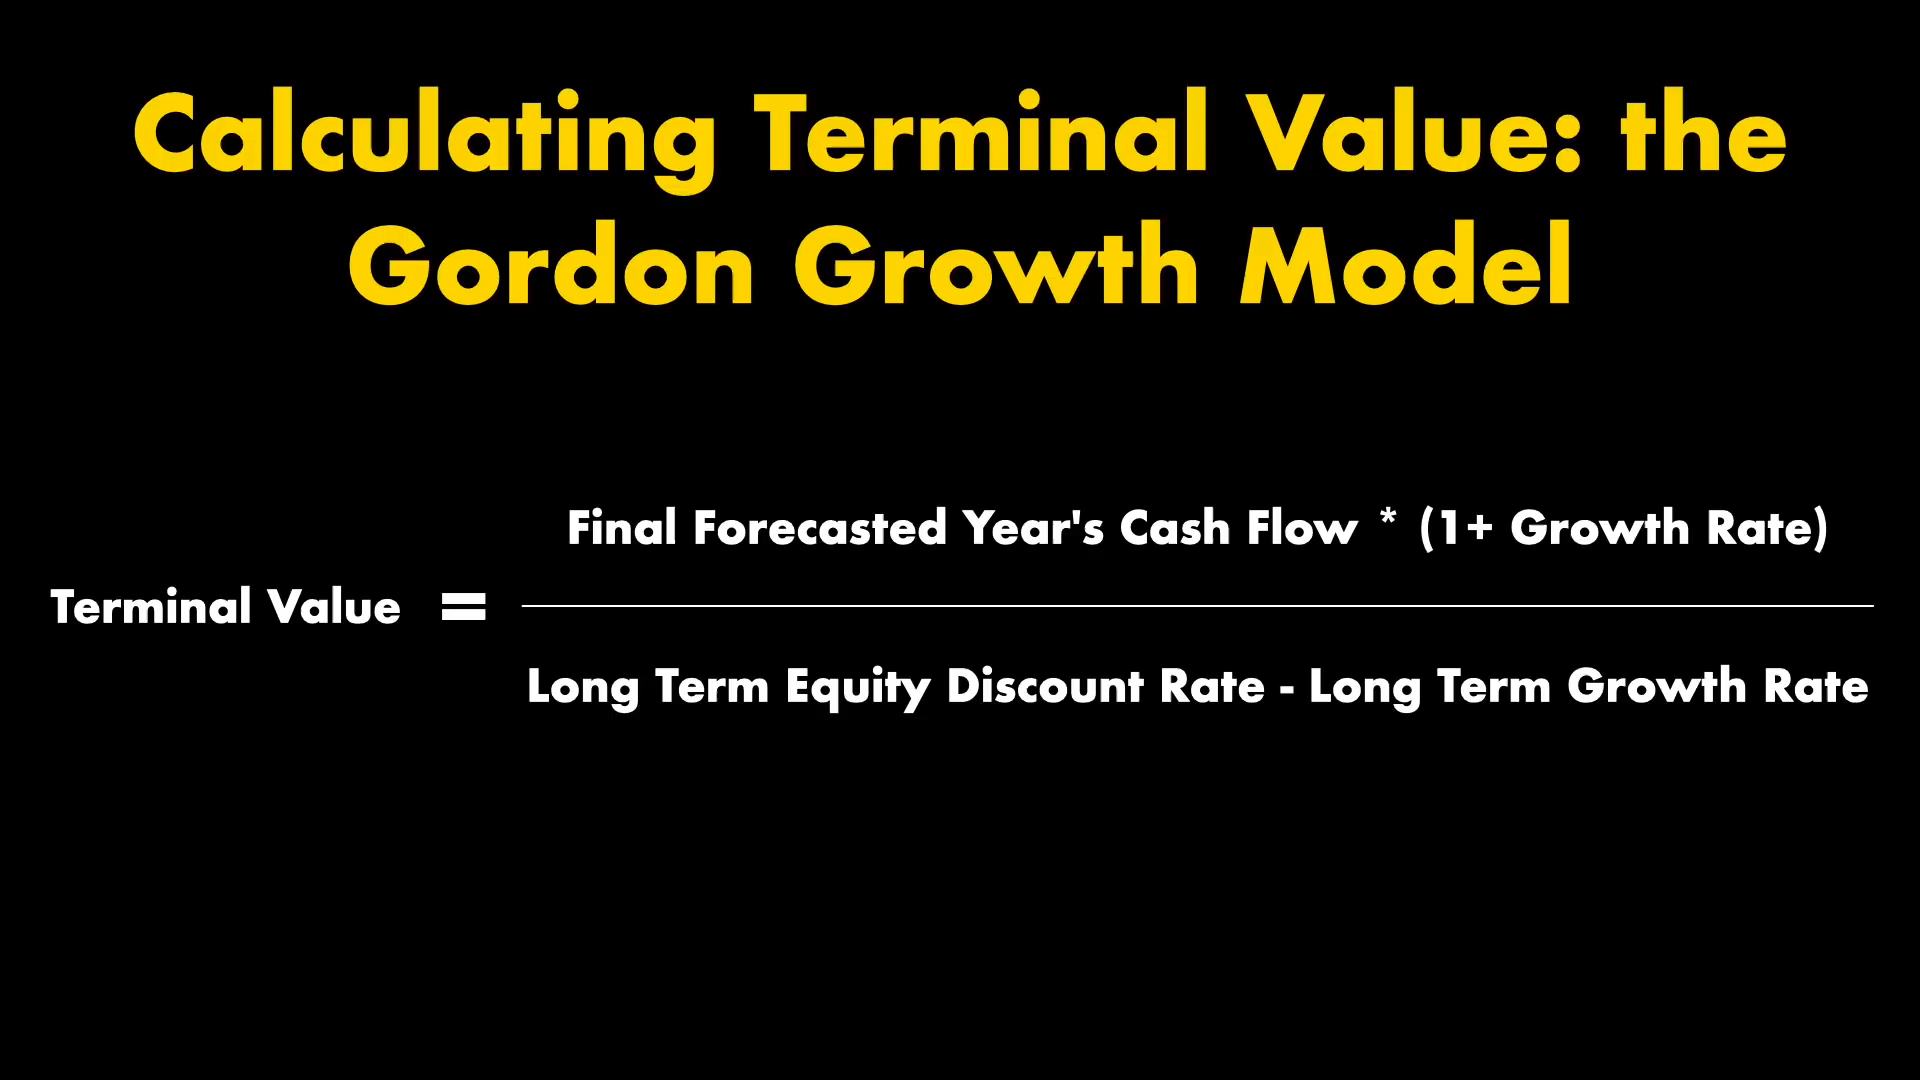 Calculating Terminal Value: the
Gordon Growth Model
Final Forecasted Year's Cash Flow * (1+ Growth Rate)
Terminal Value =
Long Term Equity Discount Rate - Long Term Growth Rate